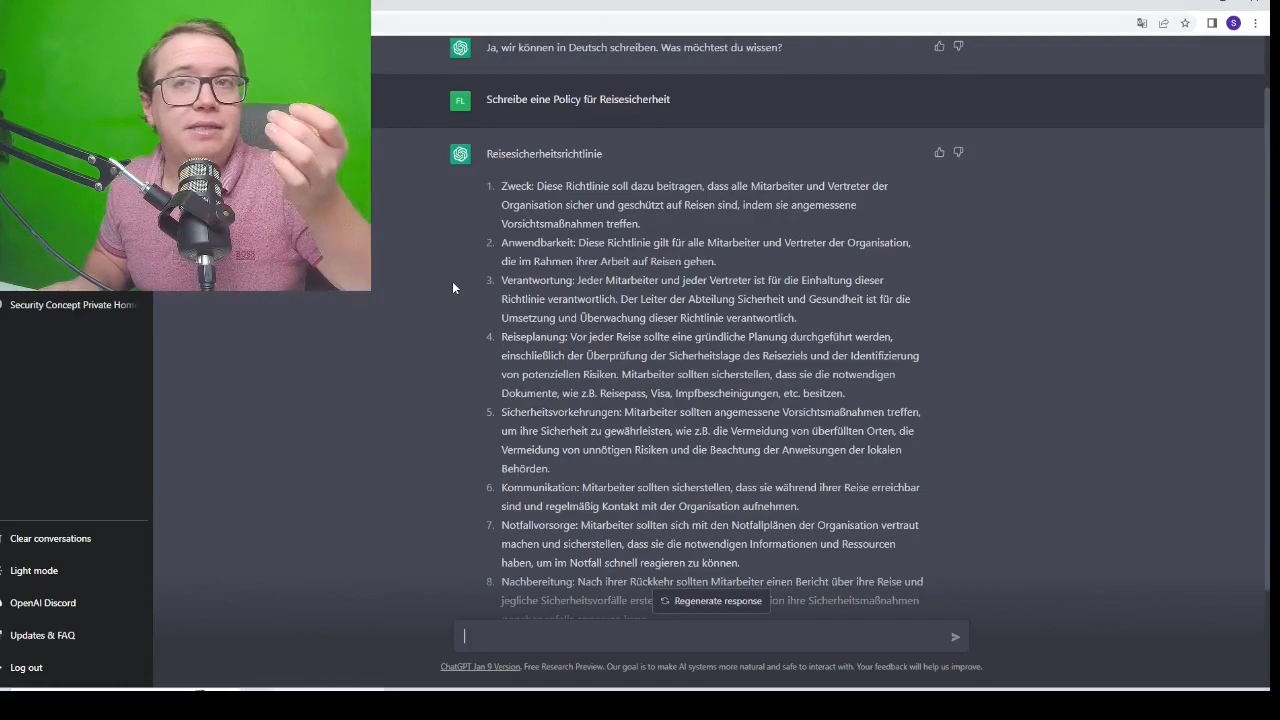 Ja, wir können in Deutsch schreiben. Was möchtest du wissen?
FL
Schreibe eine Policy für Reisesicherheit
Reisesicherheitsrichtlinie
1. Zweck: Diese Richtlinie soll dazu beitragen, dass alle Mitarbeiter und Vertreter der
Organisation sicher und geschützt auf Reisen sind, indem sie angemessene
Vorsichtsmaßnahmen treffen.
2. Anwendbarkeit: Diese Richtlinie gilt für alle Mitarbeiter und Vertreter der Organisation,
die im Rahmen ihrer Arbeit auf Reisen gehen.
3. Verantwortung: Jeder Mitarbeiter und jeder Vertreter ist für die Einhaltung dieser
Richtlinie verantwortlich. Der Leiter der Abteilung Sicherheit und Gesundheit ist für die
Umsetzung und Überwachung dieser Richtlinie verantwortlich.
4. Reiseplanung: Vor jeder Reise sollte eine gründliche Planung durchgeführt werden,
einschließlich der Überprüfung der Sicherheitslage des Reiseziels und der Identifizierung
von potenziellen Risiken. Mitarbeiter sollten sicherstellen, dass sie die notwendigen
Dokumente, wie z.B. Reisepass, Visa, Impfbescheinigungen, etc. besitzen.
5. Sicherheitsvorkehrungen: Mitarbeiter sollten angemessene Vorsichtsmaßnahmen treffen,
um ihre Sicherheit zu gewährleisten, wie z.B. die Vermeidung von überfüllten Orten, die
Vermeidung von unnötigen Risiken und die Beachtung der Anweisungen der lokalen
Behörden.
6. Kommunikation: Mitarbeiter sollten sicherstellen, dass sie während ihrer Reise erreichbar
sind und regelmäßig Kontakt mit der Organisation aufnehmen.
7. Notfallvorsorge: Mitarbeiter sollten sich mit den Notfallplänen der Organisation vertraut
machen und sicherstellen, dass sie die notwendigen Informationen und Ressourcen
haben, um im Notfall schnell reagieren zu können.
8. Nachbereitung: Nach ihrer Rückkehr sollten Mitarbeiter einen Bericht über ihre Reise und
jegliche Sicherheitsvorfälle erste ion ihre Sicherheitsmaßnahmen
Regenerate response
ChatGPT Jan 9 Version. Free Research Preview. Our goal is to make AI systems more natural and safe to interact with. Your feedback will help us improve.
Security Concept Private Hom
Clear conversations
Light mode
OpenAI Discord
Updates & FAQ
Log out
S
BOSS